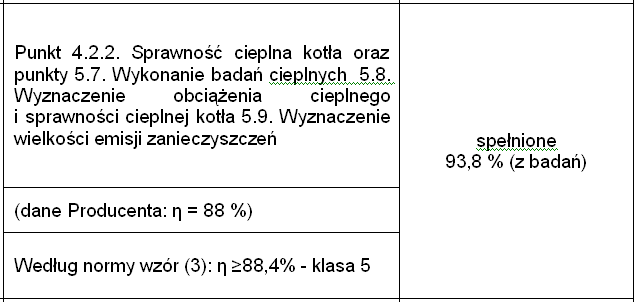 Punkt 4.2.2. Sprawność cieplna kotła oraz
punkty 5.7. Wykonanie badań cieplnych 5.8.
Wyznaczenie obciążenia cieplnego
i sprawności cieplnej kotła 5.9. Wyznaczenie
wielkości emisji zanieczyszczeń
spełnione
93,8 % (z badań)
(dane Producenta: η = 88 %)
Według normy wzór (3): η ≥88,4% - klasa 5